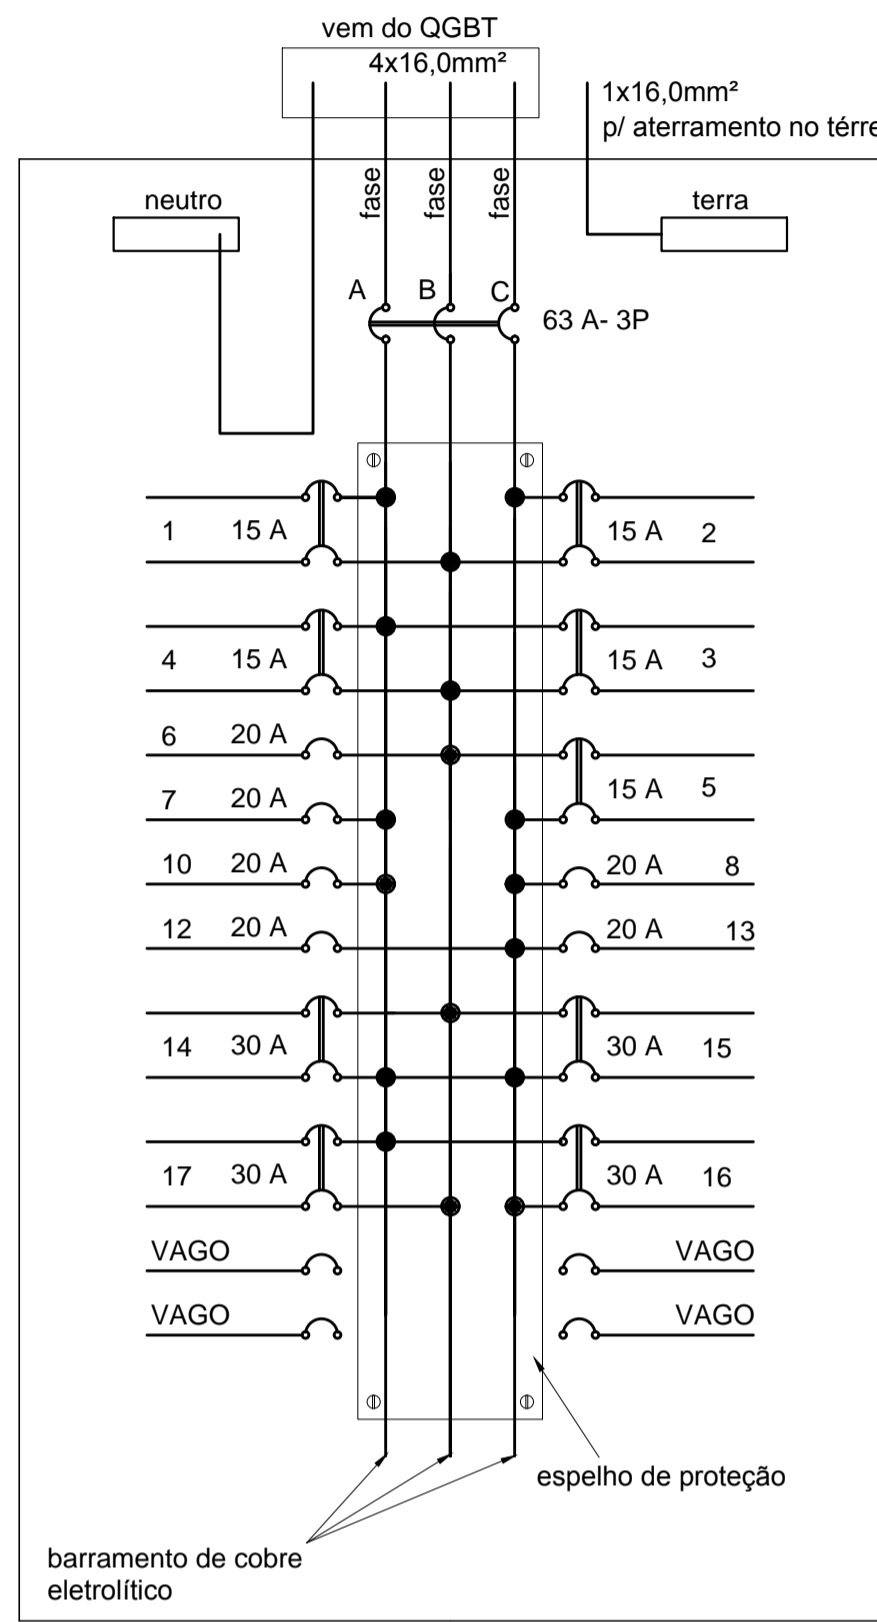 vem do QGBT
4x16,0mm²
1x16,0mm²
p/ aterramento no térre
neutro
fase
fase
fase
terra
A
B
C
63 A- 3P
1 15 A
15 A 2
4 15 A
15 A 3
6 20 A
7 20 A
15 A 5
10 20 A
20 A 8
12 20 A
20 A 13
14 30 A
30 A 15
17 30 A
30 A 16
VAGO
VAGO
VAGO
VAGO
espelho de proteção
barramento de cobre
eletrolítico